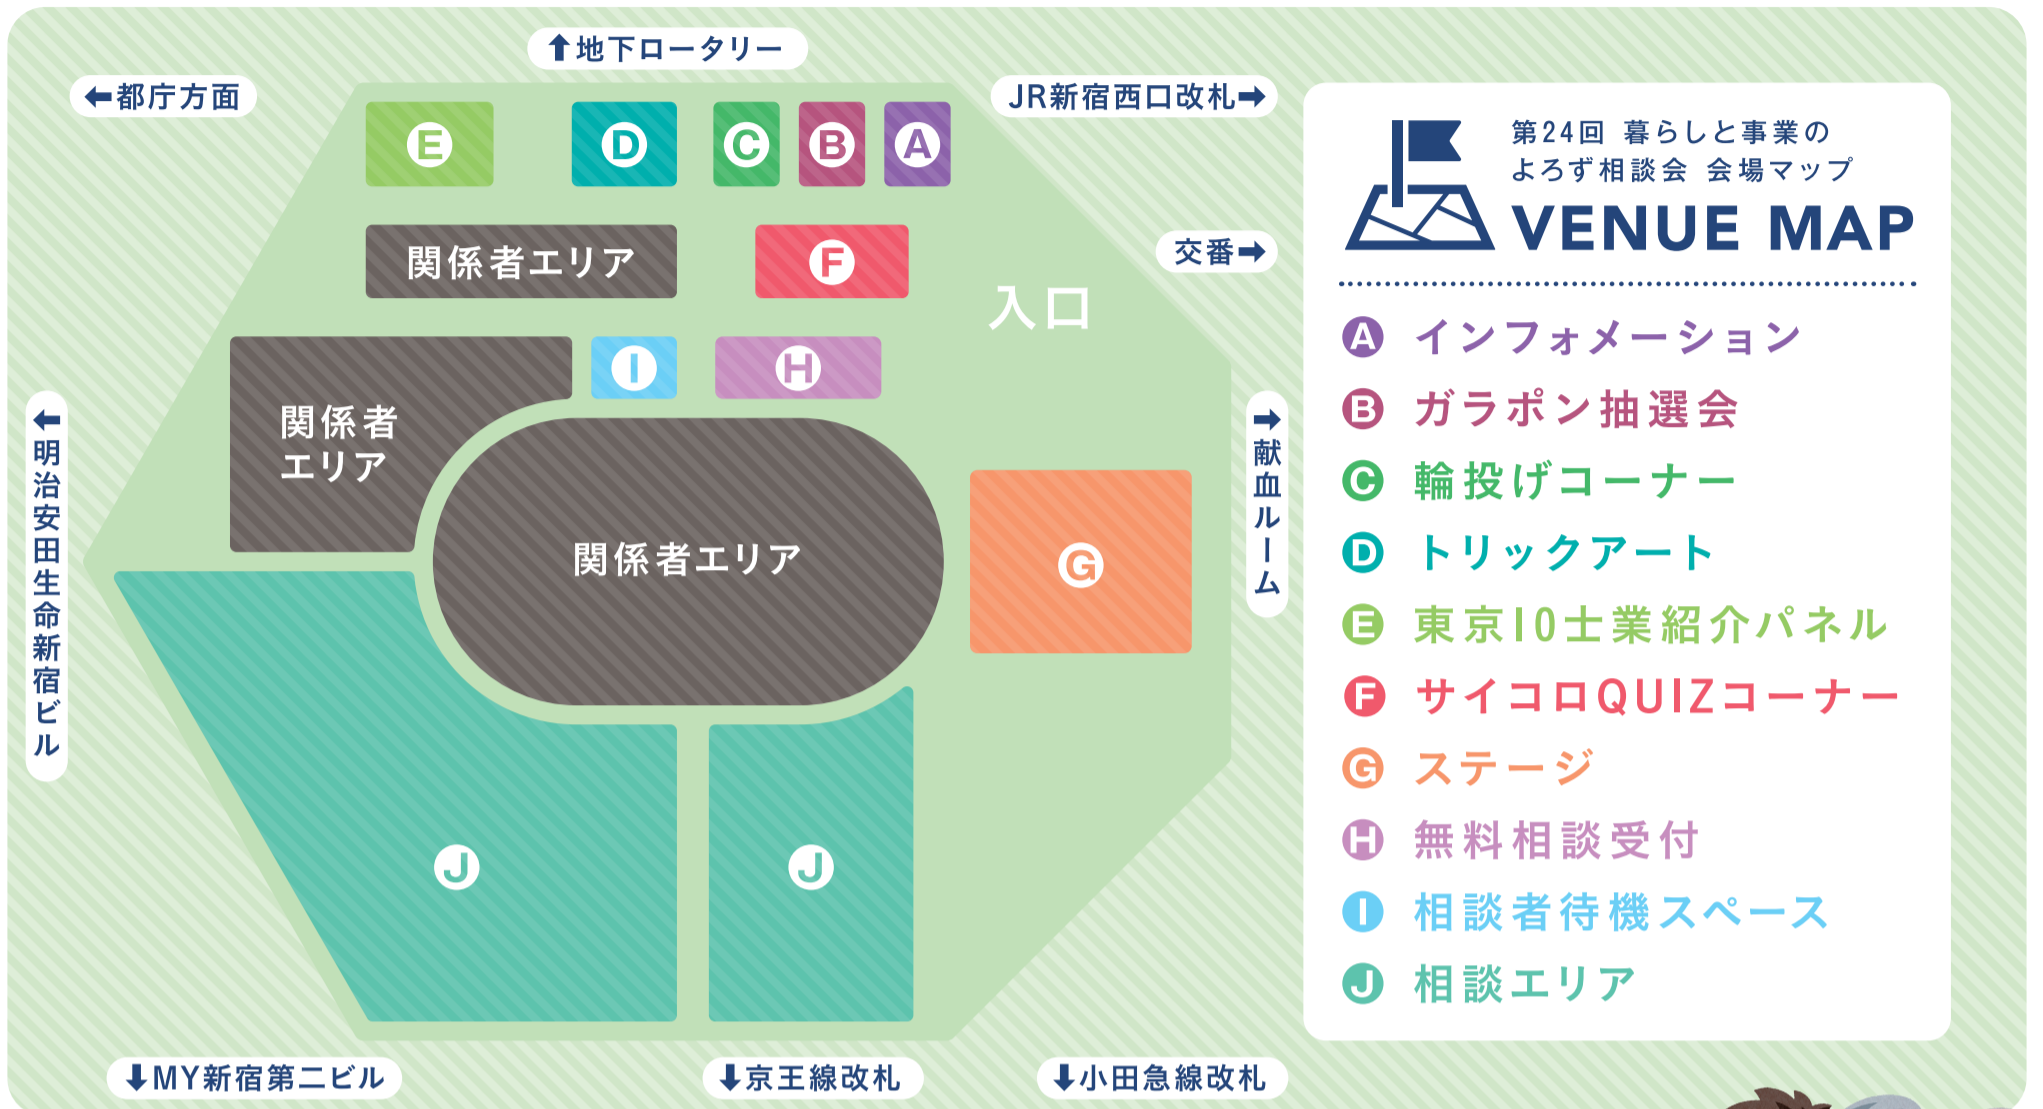 ⬆地下ロータリー
⬅都庁方面
JR新宿西口改札➡
E
D
C
B
A
関係者エリア
F
交番➡
入口
I
H
関係者
エリア
⬅明治安田生命新宿ビル
関係者エリア
G
➡献血ルーム
J
J
⬇MY新宿第二ビル
⬇京王線改札
⬇小田急線改札
第24回 暮らしと事業の
よろず相談会 会場マップ
VENUE MAP
A インフォメーション
B ガラポン抽選会
C 輪投げコーナー
D トリックアート
E 東京10士業紹介パネル
F サイコロQUIZコーナー
G ステージ
H 無料相談受付
I 相談者待機スペース
J 相談エリア